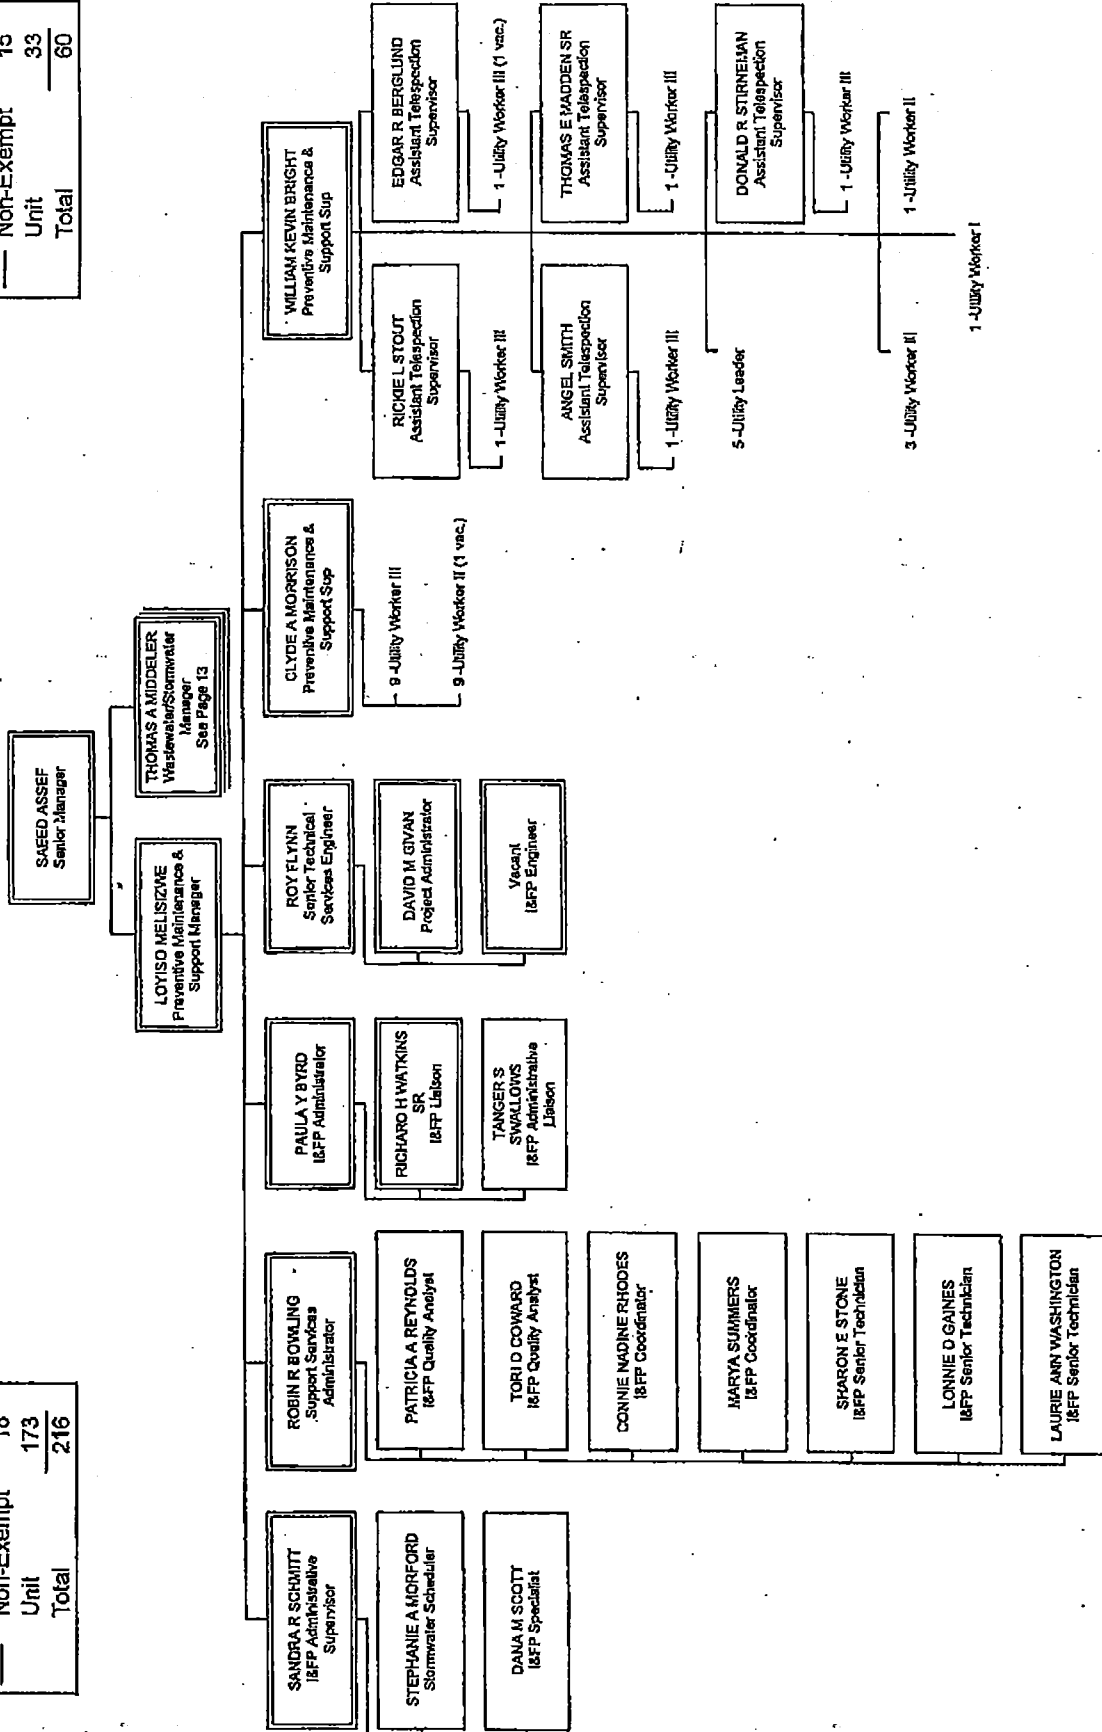 Non-Exempt 18
Unit 173
Total 216
Non-Exempt 15
Unit 33
Total 60
SAEED ASSEF
Senior Manager
LOYISO MELISIZWE
Preventive Maintenance &
Support Manager
THOMAS A MIDDELER
Wastewater/Stormwater
Manager
See Page 13
SANDRA R SCHMITT
I&FP Administrative
Supervisor
STEPHANIE A MORFORD
Stormwater Scheduler
DANA M SCOTT
I&FP Specialist
ROBIN R BOWLING
Support Services
Administrator
PATRICIA A REYNOLDS
I&FP Quality Analyst
TORI D COWARD
I&FP Quality Analyst
CONNIE NADINE RHODES
I&FP Coordinator
MARYA SUMMERS
I&FP Coordinator
SHARON E STONE
I&FP Senior Technician
LONNIE D GAINES
I&FP Senior Technician
LAURIE ANN WASHINGTON
I&FP Senior Technician
PAULA Y BYRD
I&FP Administrator
RICHARD H WATKINS
SR
I&FP Liaison
TANGER S
SWALLOWS
I&FP Administrative
Liaison
ROY FLYNN
Senior Technical
Services Engineer
DAVID M GIVAN
Project Administrator
Vacant
I&FP Engineer
CLYDE A MORRISON
Preventive Maintenance &
Support Sup
9 -Utility Worker III
9 -Utility Worker II (1 vac.)
WILLIAM KEVIN BRIGHT
Preventive Maintenance &
Support Sup
RICKIE L STOUT
Assistant Telespection
Supervisor
1 -Utility Worker III
EDGAR R BERGLUND
Assistant Telespection
Supervisor
1 -Utility Worker III (1 vac.)
ANGEL SMITH
Assistant Telespection
Supervisor
1 -Utility Worker III
THOMAS E MADDEN SR
Assistant Telespection
Supervisor
1 -Utility Worker III
5-Utility Leader
DONALD R STIRNEMAN
Assistant Telespection
Supervisor
1 -Utility Worker III
3 -Utility Worker III
1 -Utility Worker II
1 -Utility Worker I